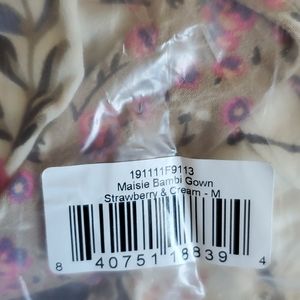 191111F9113
Maisie Bambi Gown
Strawberry & Cream - M
8 40751 18839 4